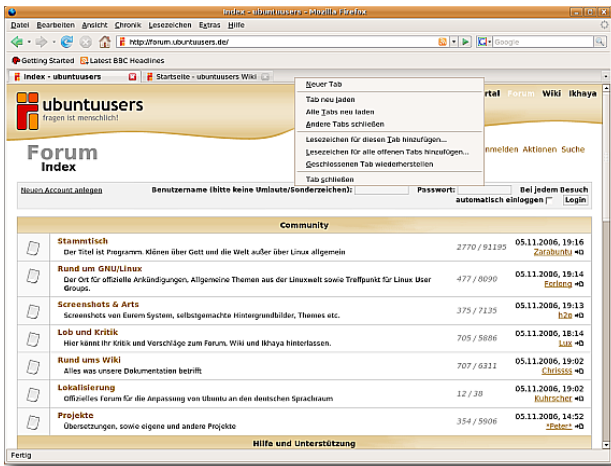 Index - ubuntuusers - Mozilla Firefox
Datei Bearbeiten Ansicht Chronik Lesezeichen Extras Hilfe
http://forum.ubuntuusers.de/
Google
Getting Started Latest BBC Headlines
Index - ubuntuusers
Startseite - ubuntuusers Wiki
Neuer Tab
Tab neu laden
Alle Tabs neu laden
Andere Tabs schließen
Lesezeichen für diesen Tab hinzufügen...
Lesezeichen für alle offenen Tabs hinzufügen...
Geschlossenen Tab wiederherstellen
Tab schließen
ubuntuusers
fragen ist menschlich!
rtal Forum Wiki Ikhaya
Forum
Index
nmelden Aktionen Suche
Neuen Account anlegen
Benutzername (bitte keine Umlaute/Sonderzeichen):
Passwort:
Bei jedem Besuch
automatisch einloggen
Login
Community
Stammtisch
Der Titel ist Programm. Klönen über Gott und die Welt außer über Linux allgemein
2770 / 91195
05.11.2006, 19:16
Zarabuntu
Rund um GNU/Linux
Der Ort für offizielle Ankündigungen, Allgemeine Themen aus der Linuxwelt sowie Treffpunkt für Linux User
Groups.
477 / 8090
05.11.2006, 19:14
Ferlong
Screenshots & Arts
Screenshots von Eurem System, selbstgemachte Hintergrundbilder, Themes etc.
375 / 7135
05.11.2006, 19:13
h2o
Lob und Kritik
Hier könnt Ihr Kritik und Vorschläge zum Forum, Wiki und Ikhaya hinterlassen.
705 / 5886
05.11.2006, 18:14
Lux
Rund ums Wiki
Alles was unsere Dokumentation betrifft
707 / 6311
05.11.2006, 19:02
Chrissss
Lokalisierung
Offizielles Forum für die Anpassung von Ubuntu an den deutschen Sprachraum
12 / 38
05.11.2006, 19:02
Kuhrscher
Projekte
Übersetzungen, sowie eigene und andere Projekte
354 / 5906
05.11.2006, 14:52
*Peter*
Hilfe und Unterstützung
Fertig